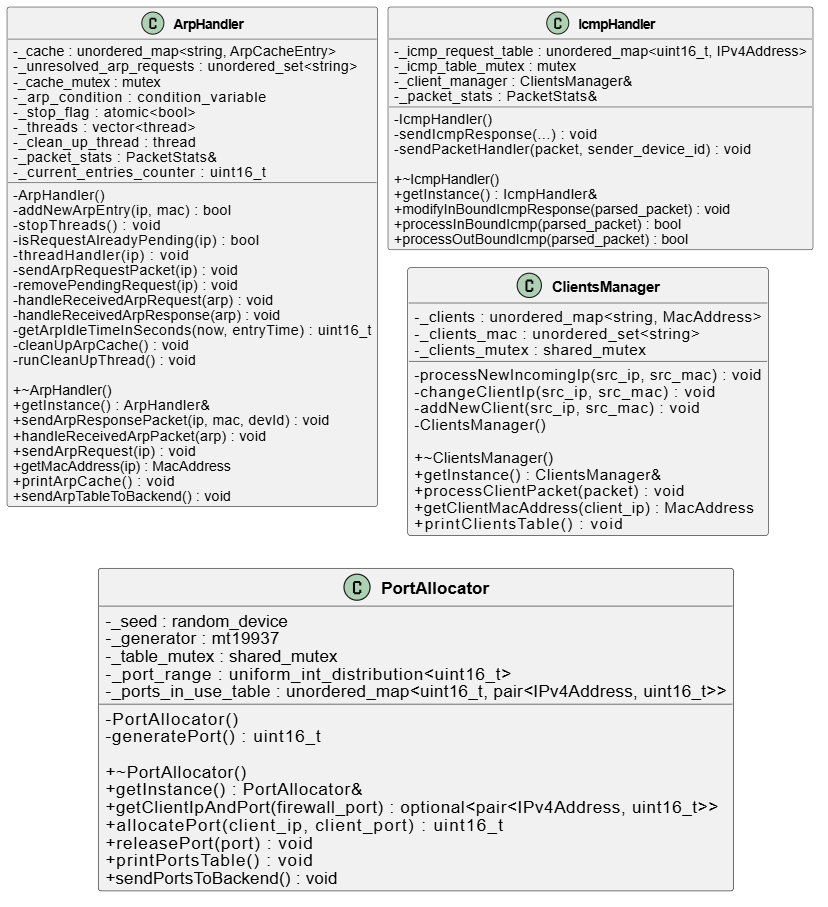 C ArpHandler
-_cache : unordered_map<string, ArpCacheEntry>
-_unresolved_arp_requests : unordered_set<string>
-_cache_mutex : mutex
-_arp_condition : condition_variable
-_stop_flag : atomic<bool>
-_threads : vector<thread>
-_clean_up_thread : thread
-_packet_stats : PacketStats&
-_current_entries_counter : uint16_t
-ArpHandler()
-addNewArpEntry(ip, mac) : bool
-stopThreads() : void
-isRequestAlreadyPending(ip) : bool
-threadHandler(ip) : void
-sendArpRequestPacket(ip) : void
-removePendingRequest(ip) : void
-handleReceivedArpRequest(arp) : void
-handleReceivedArpResponse(arp) : void
-getArpIdleTimeInSeconds(now, entryTime) : uint16_t
-cleanUpArpCache() : void
-runCleanUpThread() : void
+~ArpHandler()
+getInstance() : ArpHandler&
+sendArpResponsePacket(ip, mac, devId) : void
+handleReceivedArpPacket(arp) : void
+sendArpRequest(ip) : void
+getMacAddress(ip) : MacAddress
+printArpCache() : void
+sendArpTableToBackend() : void
C IcmpHandler
-_icmp_request_table : unordered_map<uint16_t, IPv4Address>
-_icmp_table_mutex : mutex
-_client_manager : ClientsManager&
-_packet_stats : PacketStats&
-IcmpHandler()
-sendIcmpResponse(...) : void
-sendPacketHandler(packet, sender_device_id) : void
+~IcmpHandler()
+getInstance() : IcmpHandler&
+modifyInBoundIcmpResponse(parsed_packet) : void
+processInBoundIcmp(parsed_packet) : bool
+processOutBoundIcmp(parsed_packet) : bool
C ClientsManager
-_clients : unordered_map<string, MacAddress>
-_clients_mac : unordered_set<string>
-_clients_mutex : shared_mutex
-processNewIncomingIp(src_ip, src_mac) : void
-changeClientIp(src_ip, src_mac) : void
-addNewClient(src_ip, src_mac) : void
-ClientsManager()
+~ClientsManager()
+getInstance() : ClientsManager&
+processClientPacket(packet) : void
+getClientMacAddress(client_ip) : MacAddress
+printClientsTable() : void
C PortAllocator
-_seed : random_device
-_generator : mt19937
-_table_mutex : shared_mutex
-_port_range : uniform_int_distribution<uint16_t>
-_ports_in_use_table : unordered_map<uint16_t, pair<IPv4Address, uint16_t>>
-PortAllocator()
-generatePort() : uint16_t
+~PortAllocator()
+getInstance() : PortAllocator&
+getClientIpAndPort(firewall_port) : optional<pair<IPv4Address, uint16_t>>
+allocatePort(client_ip, client_port) : uint16_t
+releasePort(port) : void
+printPortsTable() : void
+sendPortsToBackend() : void